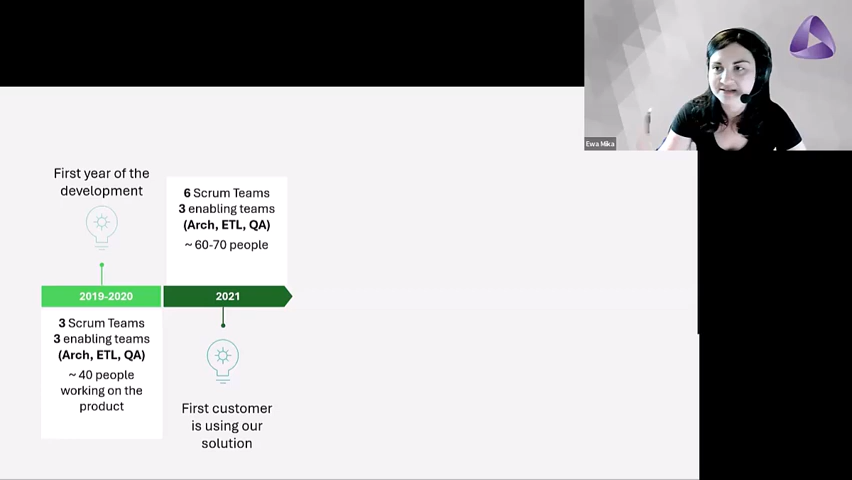 Ewa Mika
First year of the
development
6 Scrum Teams
3 enabling teams
(Arch, ETL, QA)
~ 60-70 people
2019-2020
2021
3 Scrum Teams
3 enabling teams
(Arch, ETL, QA)
~ 40 people
working on the
product
First customer
is using our
solution